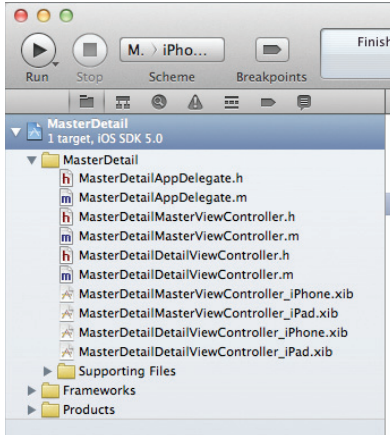 M. › iPho...
Finish
Run
Stop
Scheme
Breakpoints
MasterDetail
1 target, iOS SDK 5.0
MasterDetail
h MasterDetailAppDelegate.h
m MasterDetailAppDelegate.m
h MasterDetailMasterViewController.h
m MasterDetailMasterViewController.m
h MasterDetailDetailViewController.h
m MasterDetailDetailViewController.m
MasterDetailMasterViewController_iPhone.xib
MasterDetailMasterViewController_iPad.xib
MasterDetailDetailViewController_iPhone.xib
MasterDetailDetailViewController_iPad.xib
Supporting Files
Frameworks
Products